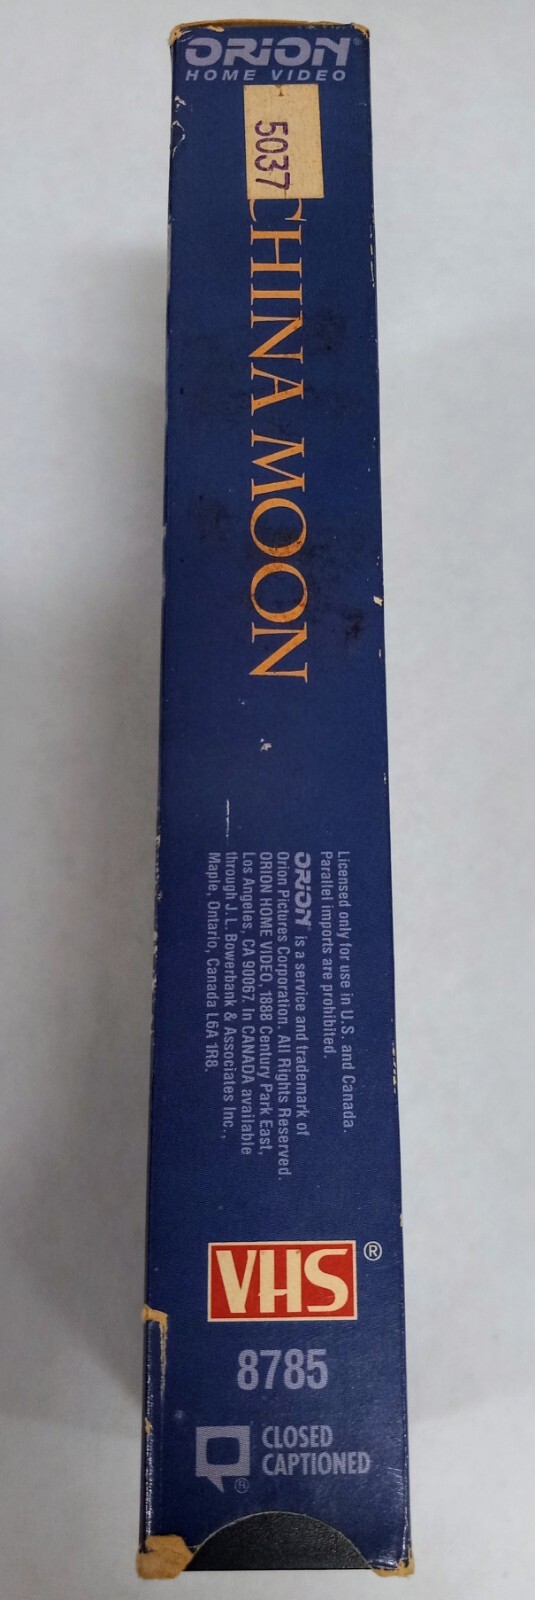 ORION®
HOME VIDEO
5037
CHINA MOON
Licensed only for use in U.S. and Canada.
Parallel imports are prohibited.
ORION® is a service and trademark of
Orion Pictures Corporation. All Rights Reserved.
ORION HOME VIDEO, 1888 Century Park East,
Los Angeles, CA 90067. In CANADA available
through J.L. Bowerbank & Associates Inc.,
Maple, Ontario, Canada L6A 1R8.
VHS®
8785
CLOSED
CAPTIONED
®